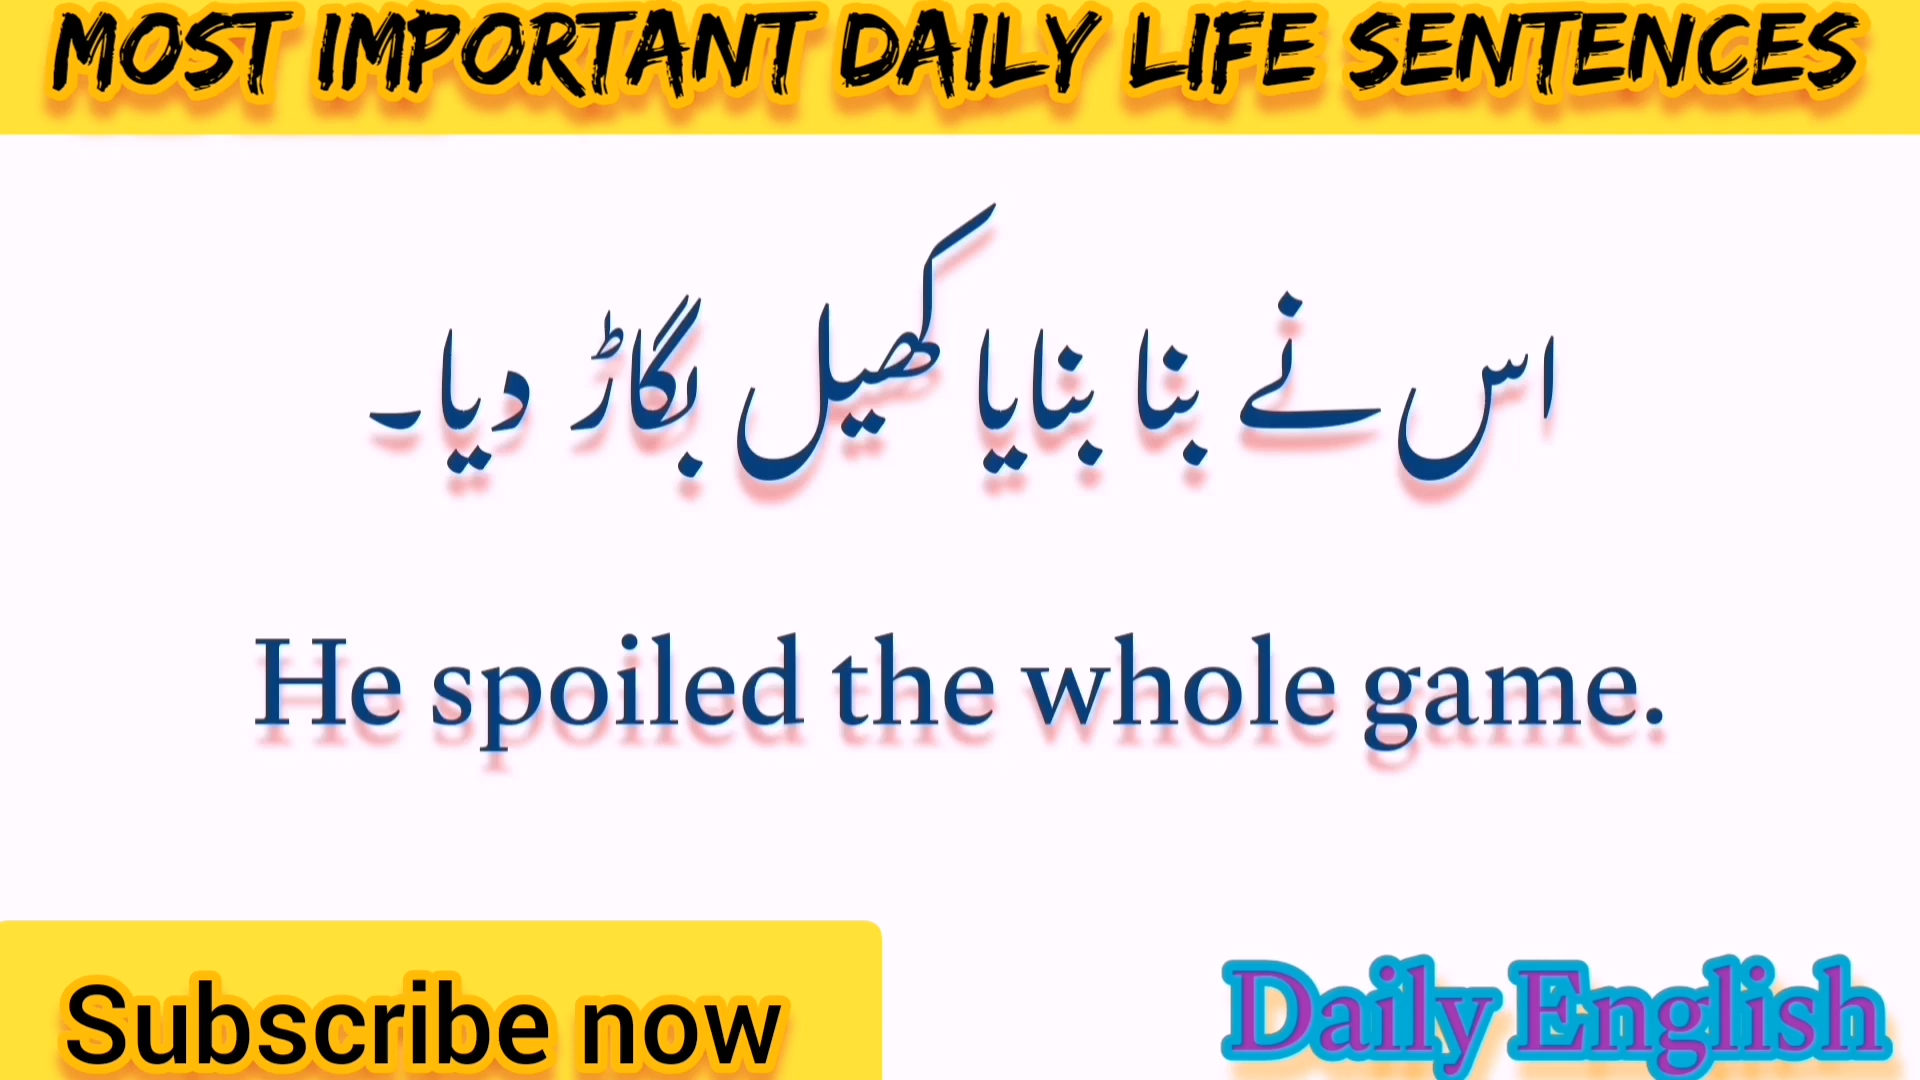 MOST IMPORTANT DAILY LIFE SENTENCES
اس نے بنا بنایا کھیل بگاڑ دیا۔
He spoiled the whole game.
Subscribe now
Daily English